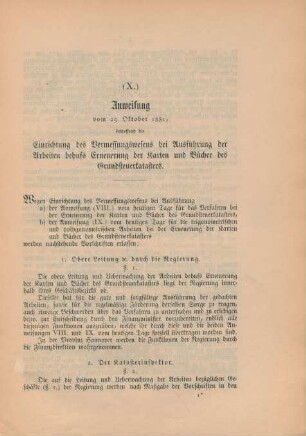 (X.)
Anweisung
vom 25. Oktober 1881,
betreffend die
Einrichtung des Vermessungswesens bei Ausführung der
Arbeiten behufs Erneuerung der Karten und Bücher des
Grundsteuerkatasters.
Wegen Einrichtung des Vermessungswesens bei Ausführung
a) der Anweisung (VIII.) vom heutigen Tage für das Verfahren bei
der Erneuerung der Karten und Bücher des Grundsteuerkatasters,
b) der Anweisung (IX.) vom heutigen Tage für die trigonometrischen
und polygonometrischen Arbeiten bei der Erneuerung der Karten
und Bücher des Grundsteuerkatasters
werden nachstehende Vorschriften erlassen:
1. Obere Leitung durch die Regierung.
§. 1.
Die obere Leitung und Ueberwachung der Arbeiten behufs Erneuerung
der Karten und Bücher des Grundsteuerkatasters liegt der Regierung inner-
halb ihres Geschäftsbezirks ob.
Dieselbe hat für die gute und sorgfältige Ausführung der gedachten
Arbeiten, sowie für die regelmäßige Förderung derselben Sorge zu tragen,
auch etwaige Beschwerden über das Verfahren zu untersuchen und zu erledigen,
oder zur Entscheidung durch den Finanzminister vorzubereiten, endlich die
sonstigen Geschäfte wahrzunehmen, welche ihr durch diese und die beiden An-
weisungen VIII. und IX. vom heutigen Tage speziell übertragen werden.
In der Provinz Hannover werden die Funktionen der Regierung durch
die Finanzdirektion wahrgenommen.
2. Der Katasterinspektor.
§. 2.
Die auf die Leitung und Ueberwachung der Arbeiten bezüglichen Ge-
schäfte (§. 1.) der Regierung werden nach Maßgabe der Vorschriften in den
1*